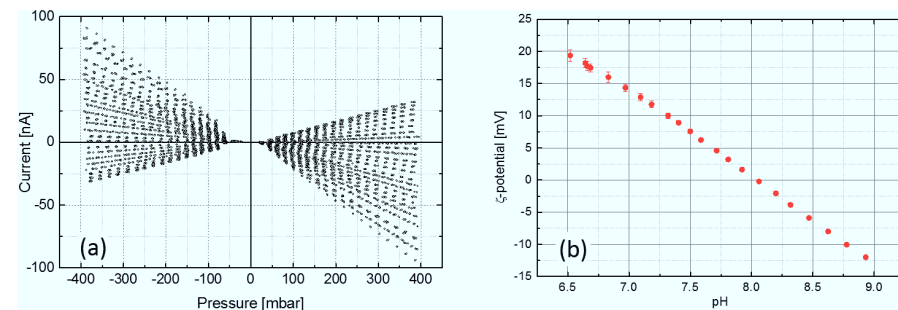 100
50
0
-50
-100
Current [nA]
-400 -300 -200 -100 0 100 200 300 400
Pressure [mbar]
(a)
25
20
15
10
5
0
-5
-10
-15
ζ-potential [mV]
6.5 7.0 7.5 8.0 8.5 9.0
pH
(b)